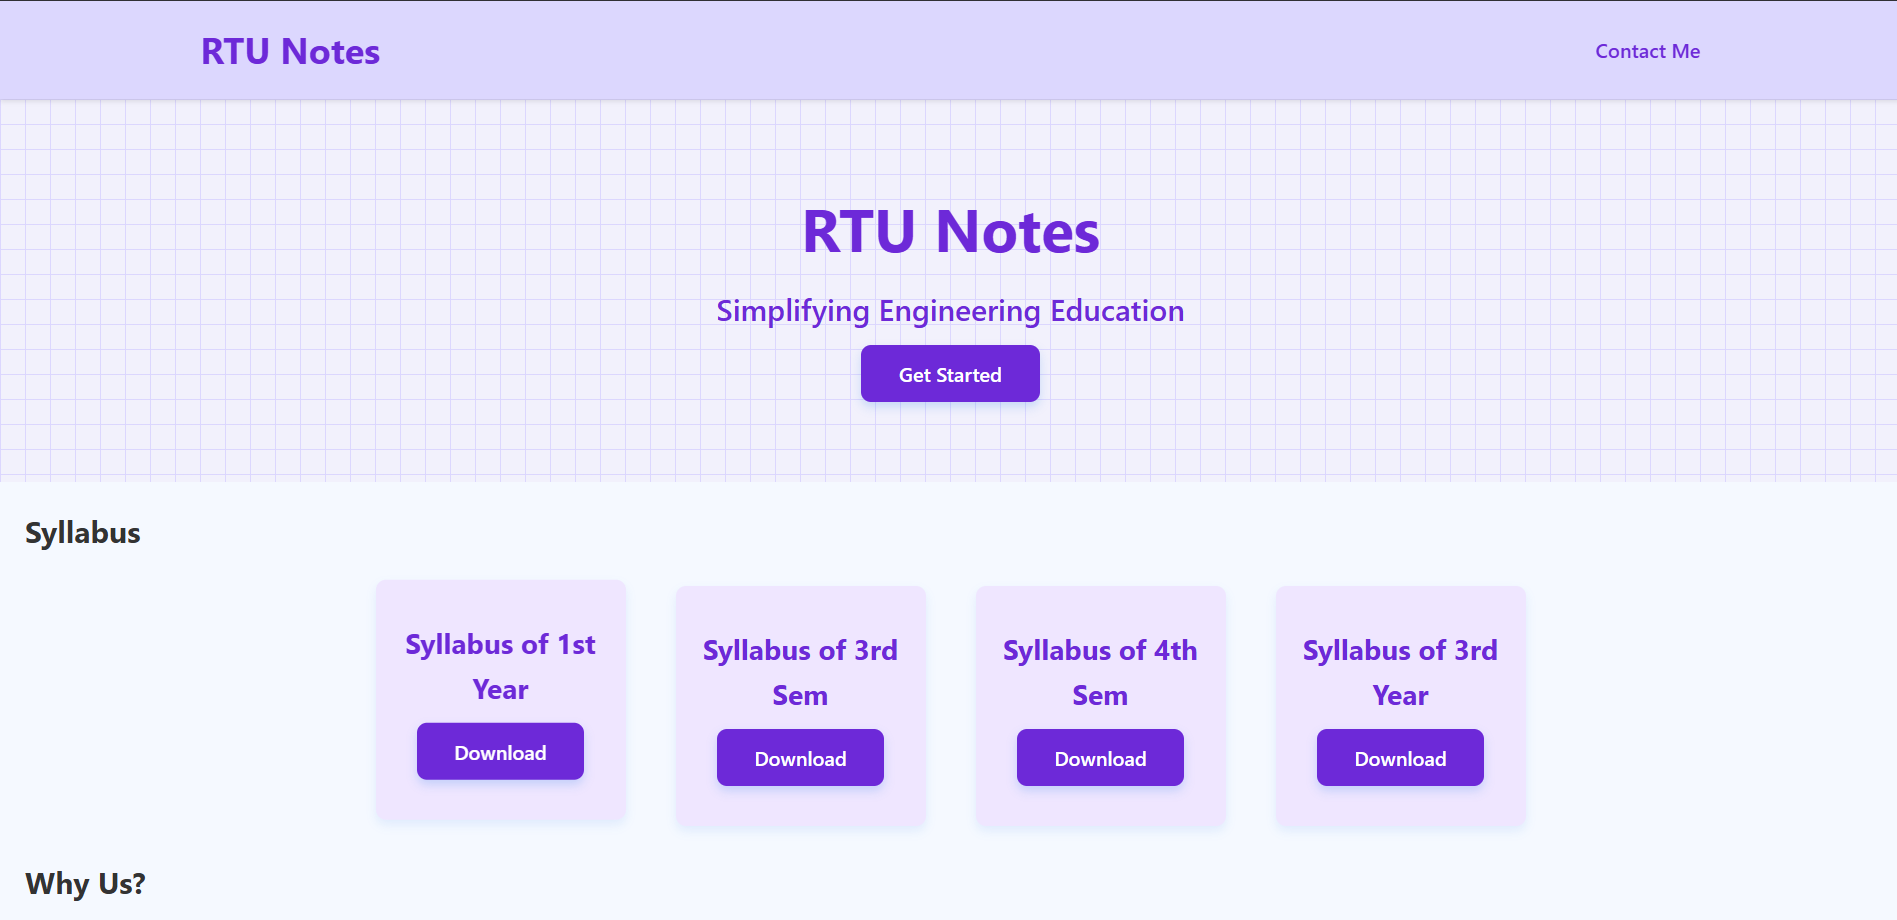 RTU Notes
Contact Me
RTU Notes
Simplifying Engineering Education
Get Started
Syllabus
Syllabus of 1st
Year
Download
Syllabus of 3rd
Sem
Download
Syllabus of 4th
Sem
Download
Syllabus of 3rd
Year
Download
Why Us?